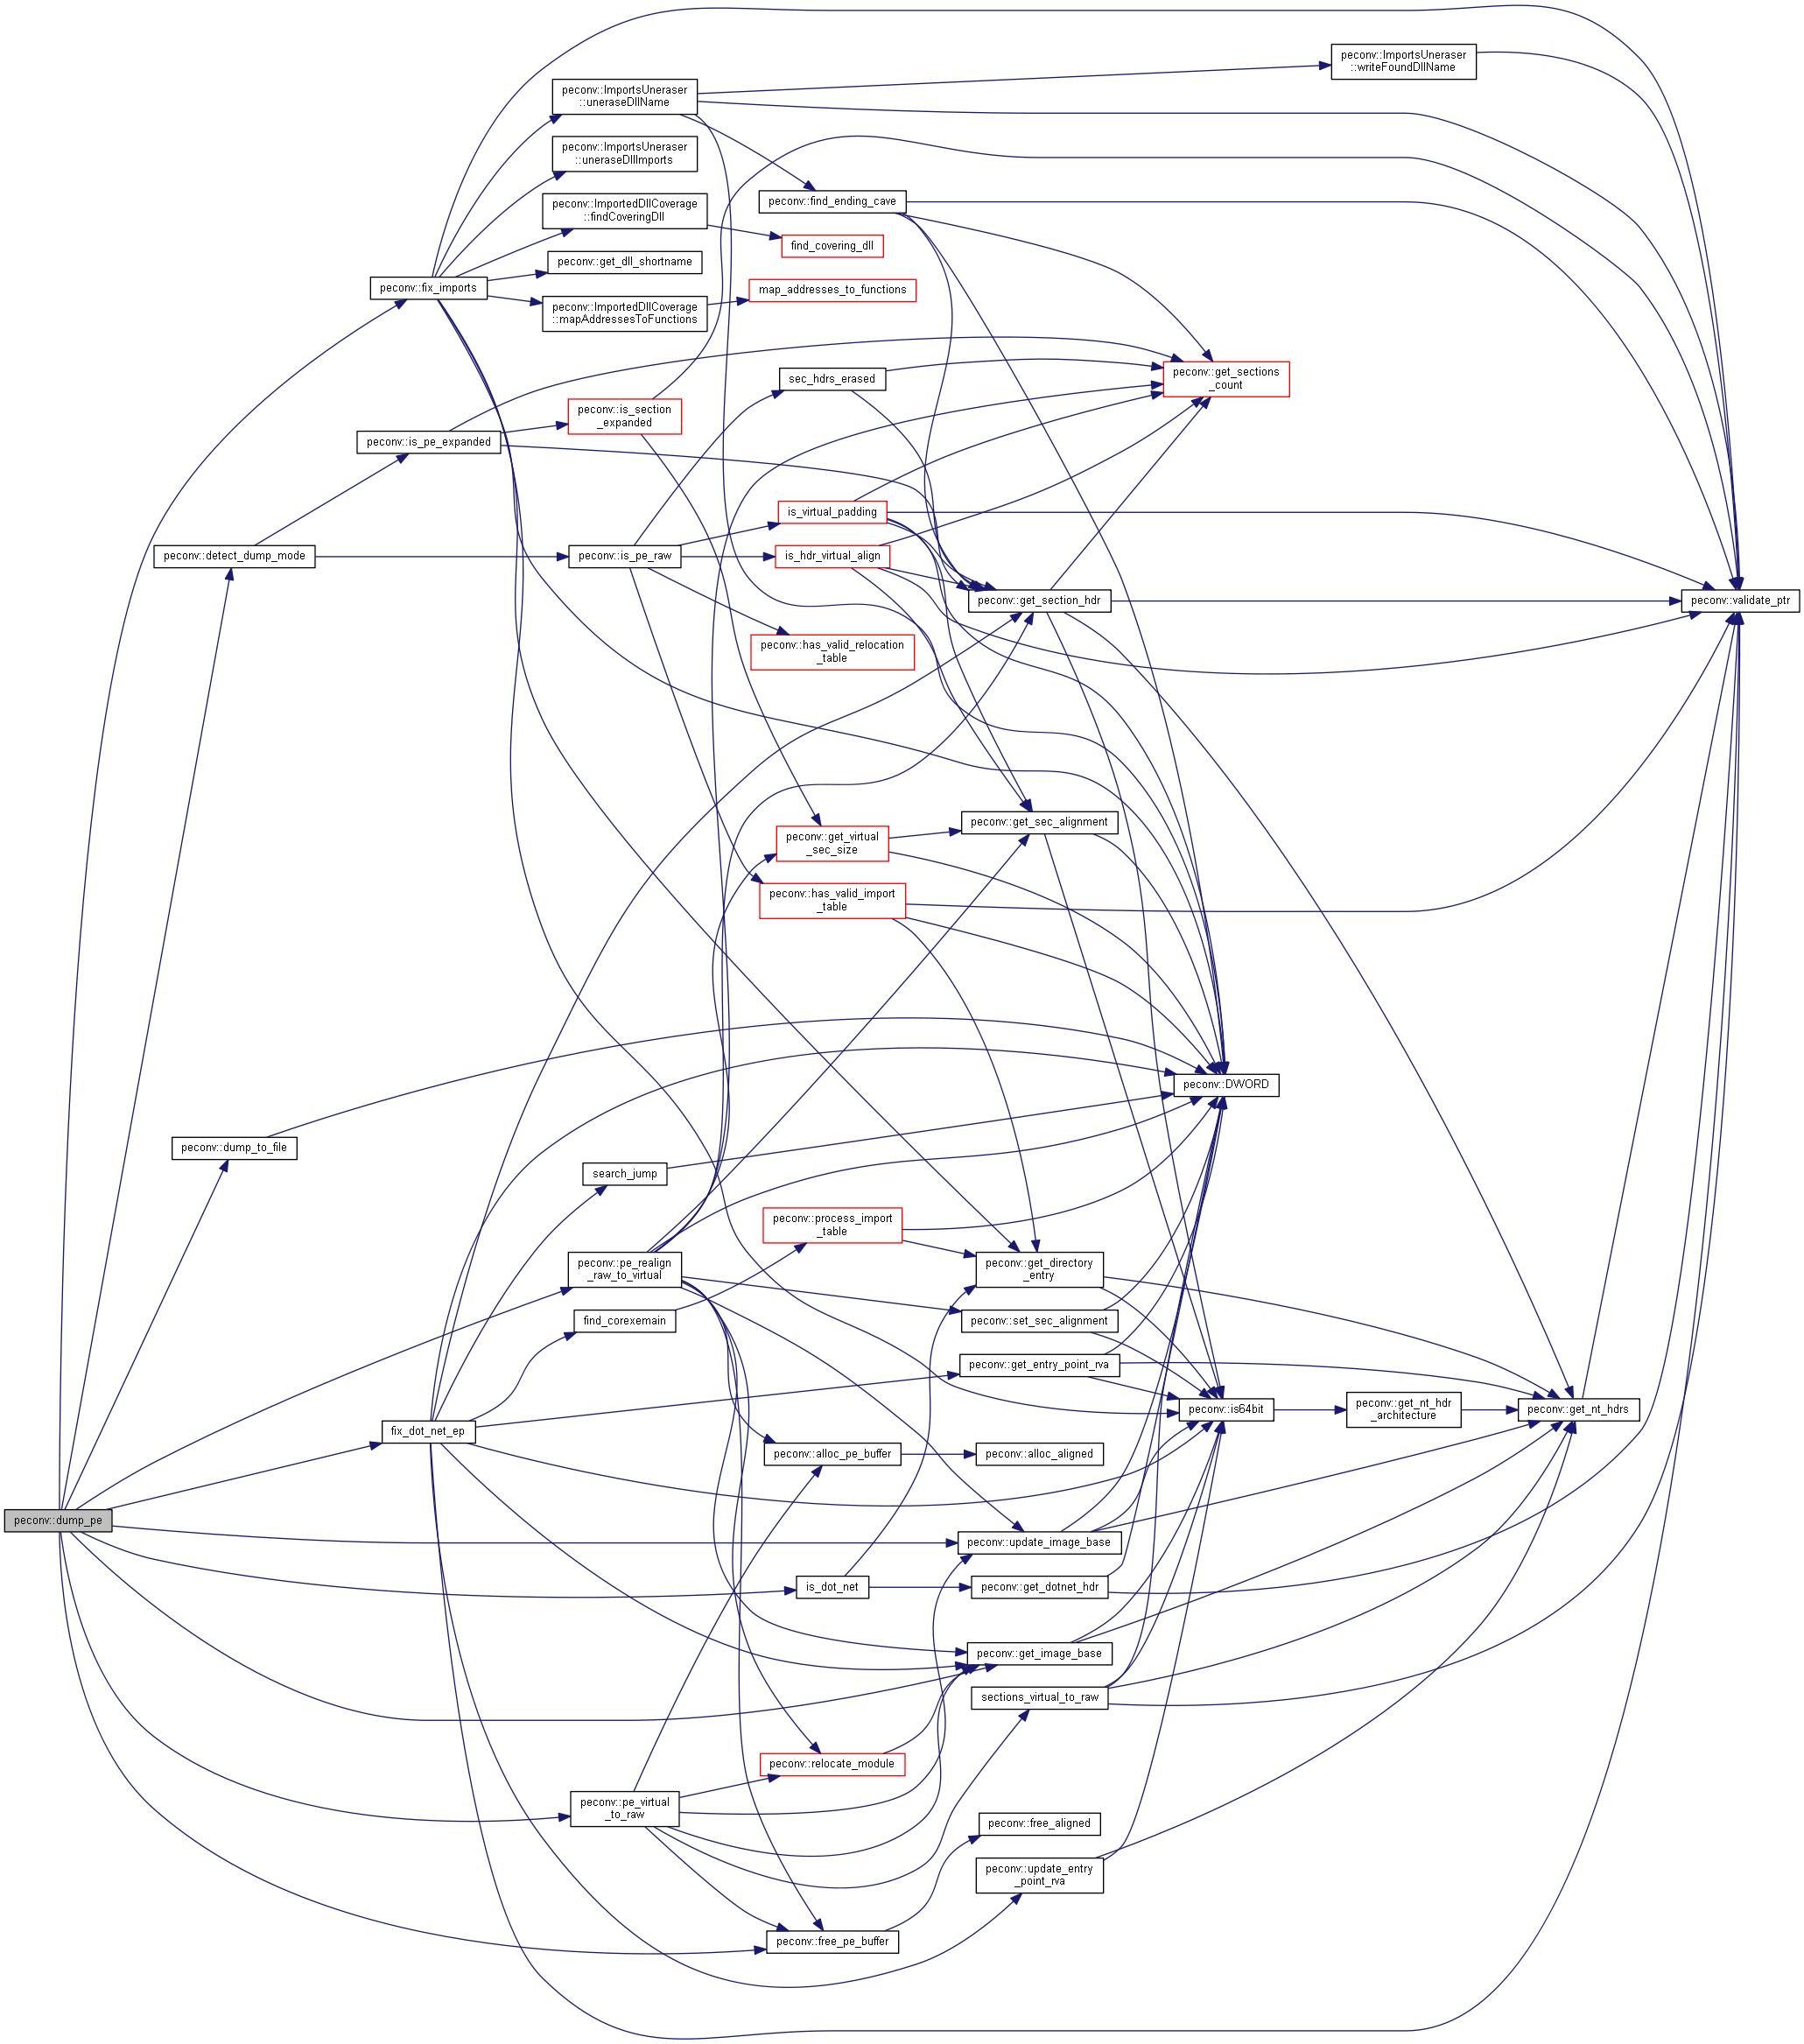 peconv::ImportsUneraser
::writeFoundDllName
peconv::ImportsUneraser
::uneraseDllName
peconv::ImportsUneraser
::uneraseDllImports
peconv::find_ending_cave
peconv::ImportedDllCoverage
::findCoveringDll
find_covering_dll
peconv::get_dll_shortname
peconv::fix_imports
map_addresses_to_functions
peconv::ImportedDllCoverage
::mapAddressesToFunctions
sec_hdrs_erased
peconv::get_sections
_count
peconv::is_section
_expanded
peconv::is_pe_expanded
is_virtual_padding
peconv::detect_dump_mode
peconv::is_pe_raw
is_hdr_virtual_align
peconv::get_section_hdr
peconv::validate_ptr
peconv::has_valid_relocation
_table
peconv::get_sec_alignment
peconv::get_virtual
_sec_size
peconv::has_valid_import
_table
peconv::DWORD
peconv::dump_to_file
search_jump
peconv::process_import
_table
peconv::pe_realign
_raw_to_virtual
peconv::get_directory
_entry
find_corexemain
peconv::set_sec_alignment
peconv::get_entry_point_rva
peconv::is64bit
peconv::get_nt_hdr
_architecture
peconv::get_nt_hdrs
fix_dot_net_ep
peconv::alloc_pe_buffer
peconv::alloc_aligned
peconv::dump_pe
peconv::update_image_base
is_dot_net
peconv::get_dotnet_hdr
peconv::get_image_base
sections_virtual_to_raw
peconv::relocate_module
peconv::pe_virtual
_to_raw
peconv::free_aligned
peconv::update_entry
_point_rva
peconv::free_pe_buffer